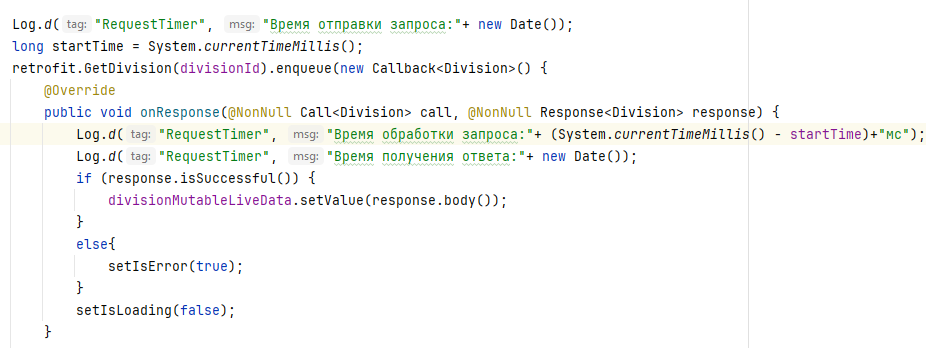 Log.d( tag: "RequestTimer", msg: "Время отправки запроса:"+ new Date());
long startTime = System.currentTimeMillis();
retrofit.GetDivision(divisionId).enqueue(new Callback<Division>() {
@Override
public void onResponse(@NonNull Call<Division> call, @NonNull Response<Division> response) {
Log.d( tag: "RequestTimer", msg: "Время обработки запроса:"+ (System.currentTimeMillis() - startTime)+"мс");
Log.d( tag: "RequestTimer", msg: "Время получения ответа:"+ new Date());
if (response.isSuccessful()) {
divisionMutableLiveData.setValue(response.body());
}
else{
setIsError(true);
}
setIsLoading(false);
}